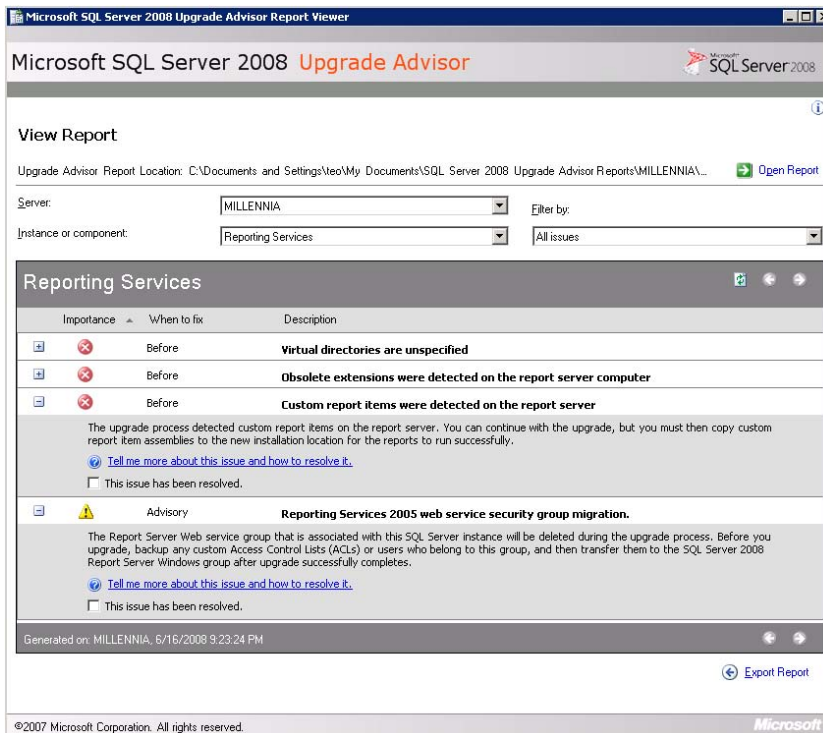 Microsoft SQL Server 2008 Upgrade Advisor Report Viewer
Microsoft SQL Server 2008 Upgrade Advisor
Microsoft
SQL Server 2008
View Report
Upgrade Advisor Report Location: C:\Documents and Settings\teo\My Documents\SQL Server 2008 Upgrade Advisor Reports\MILLENNIA\...
Open Report
Server:
MILLENNIA
Filter by:
Instance or component:
Reporting Services
All issues
Reporting Services
Importance When to fix Description
Before Virtual directories are unspecified
Before Obsolete extensions were detected on the report server computer
Before Custom report items were detected on the report server
The upgrade process detected custom report items on the report server. You can continue with the upgrade, but you must then copy custom
report item assemblies to the new installation location for the reports to run successfully.
Tell me more about this issue and how to resolve it.
This issue has been resolved.
Advisory Reporting Services 2005 web service security group migration.
The Report Server Web service group that is associated with this SQL Server instance will be deleted during the upgrade process. Before you
upgrade, backup any custom Access Control Lists (ACLs) or users who belong to this group, and then transfer them to the SQL Server 2008
Report Server Windows group after upgrade successfully completes.
Tell me more about this issue and how to resolve it.
This issue has been resolved.
Generated on: MILLENNIA, 6/16/2008 9:23:24 PM
Export Report
©2007 Microsoft Corporation. All rights reserved.
Microsoft